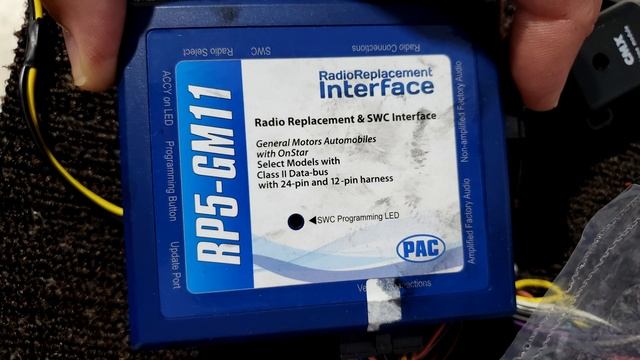 Radio Select
SWC
Radio Connections
ACCY on LED
Programming Button
Update Port
RP5-GM11
RadioReplacement
Interface
Radio Replacement & SWC Interface
General Motors Automobiles
with OnStar
Select Models with
Class II Data-bus
with 24-pin and 12-pin harness
SWC Programming LED
PAC
Non-amplified Factory Audio
Amplified Factory Audio